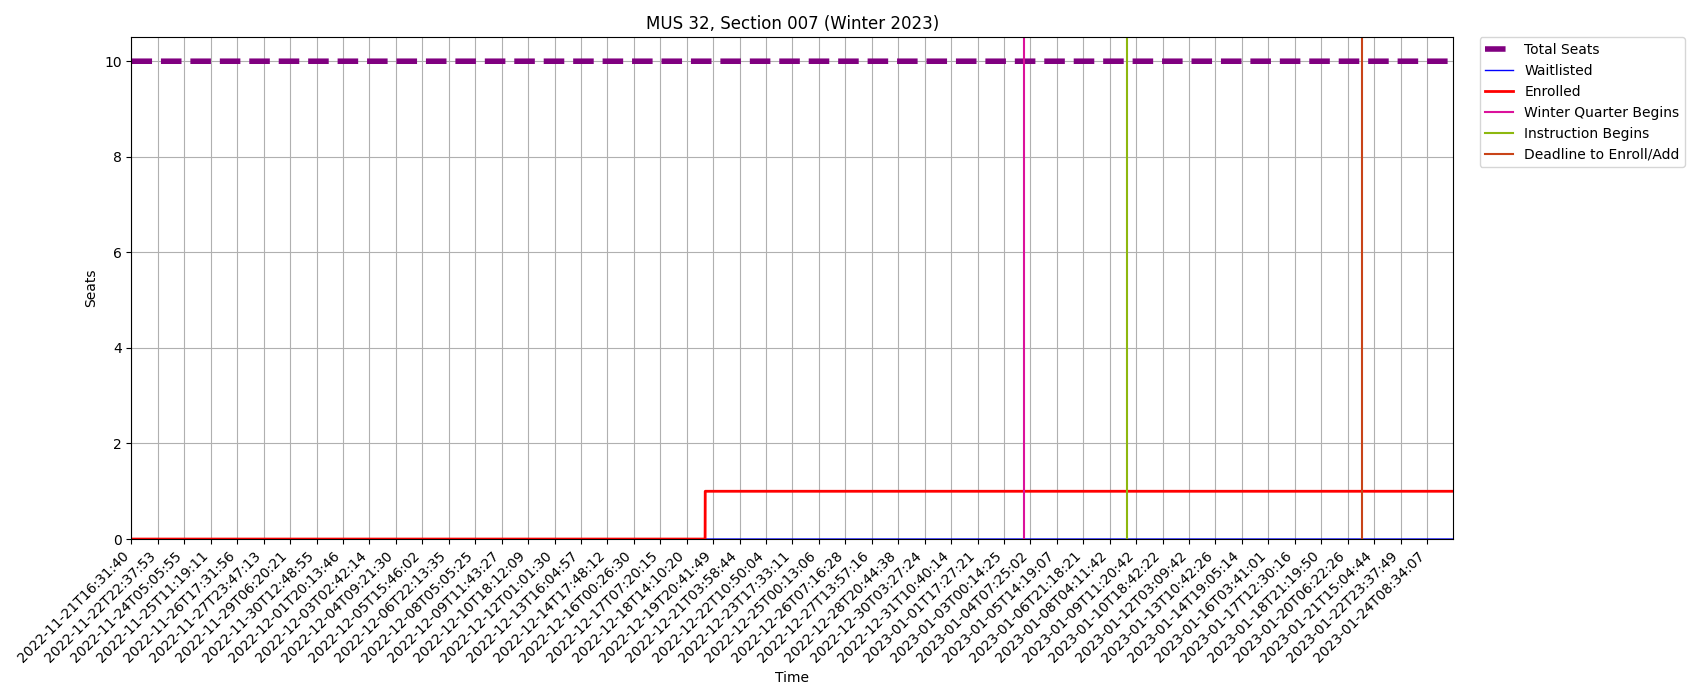 MUS 32, Section 007 (Winter 2023)
Total Seats
Waitlisted
Enrolled
Winter Quarter Begins
Instruction Begins
Deadline to Enroll/Add
Seats
10
8
6
4
2
0
2022-11-21T16:31:40
2022-11-22T22:37:53
2022-11-24T05:05:55
2022-11-25T11:19:11
2022-11-26T17:31:56
2022-11-27T23:47:13
2022-11-29T06:20:21
2022-11-30T12:48:55
2022-12-01T20:13:46
2022-12-03T02:42:14
2022-12-04T09:21:30
2022-12-05T15:46:02
2022-12-06T22:13:35
2022-12-08T05:05:25
2022-12-09T11:43:27
2022-12-10T18:12:09
2022-12-12T01:01:30
2022-12-13T16:04:57
2022-12-14T17:48:12
2022-12-16T00:26:30
2022-12-17T07:20:15
2022-12-18T14:10:20
2022-12-19T20:41:49
2022-12-21T03:58:44
2022-12-22T10:50:04
2022-12-23T17:33:11
2022-12-25T00:13:06
2022-12-26T07:16:28
2022-12-27T13:57:16
2022-12-28T20:44:38
2022-12-30T03:27:24
2022-12-31T10:40:14
2023-01-01T17:27:21
2023-01-03T00:14:25
2023-01-04T07:25:02
2023-01-05T14:19:07
2023-01-06T21:18:21
2023-01-08T04:11:42
2023-01-09T11:20:42
2023-01-10T18:42:22
2023-01-12T03:09:42
2023-01-13T10:42:26
2023-01-14T19:05:14
2023-01-16T03:41:01
2023-01-17T12:30:16
2023-01-18T21:19:50
2023-01-20T06:22:26
2023-01-21T15:04:44
2023-01-22T23:37:49
2023-01-24T08:34:07
Time